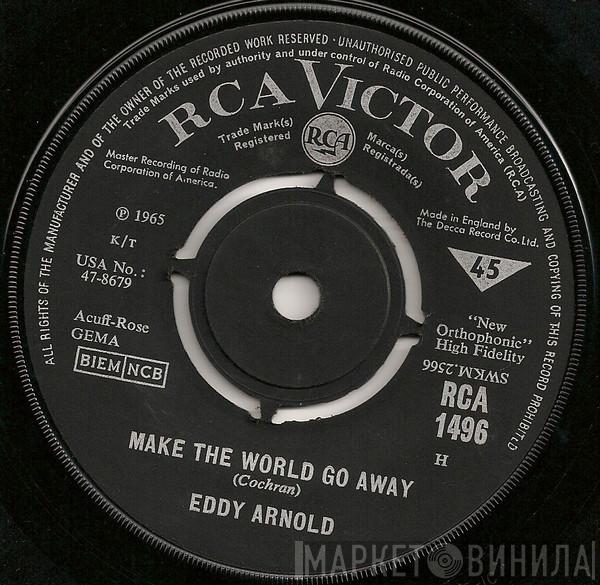 ALL RIGHTS OF THE MANUFACTURER AND OF THE OWNER OF THE RECORDED WORK RESERVED · UNAUTHORISED PUBLIC PERFORMANCE BROADCASTING AND COPYING OF THIS RECORD PROHIBITED
Trade Marks used by authority and under control of Radio Corporation of America (R.C.A)
RCA VICTOR
Trade Mark(s)
Registered
RCA
Marca(s)
Registrada(s)
Master Recording of Radio
Corporation of America.
Made in England by
The Decca Record Co. Ltd.
℗ 1965
K/T
USA No.:
47-8679
45
Acuff-Rose
GEMA
BIEM NCB
"New
Orthophonic"
High Fidelity
SWKM.2566
RCA
1496
H
MAKE THE WORLD GO AWAY
(Cochran)
EDDY ARNOLD
МАРКЕТ ВИНИЛА